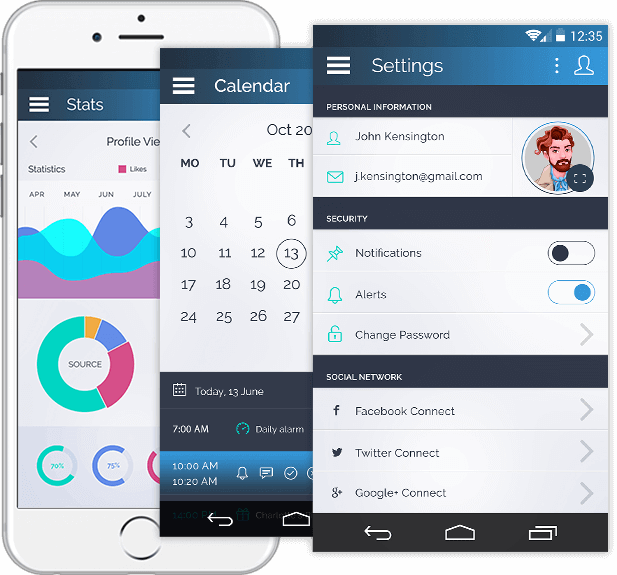 Stats
Profile Vie
Statistics
Likes
APR MAY JUN JULY
SOURCE
70%
75%
Calendar
Oct 20
MO TU WE TH
3 4 5 6
10 11 12 13
17 18 19 20
24 25 26 27
Today, 13 June
7:00 AM Daily alarm
10:00 AM
10:20 AM
14:00 PM
12:35
Settings
PERSONAL INFORMATION
John Kensington
j.kensington@gmail.com
SECURITY
Notifications
Alerts
Change Password
SOCIAL NETWORK
f Facebook Connect
Twitter Connect
g+ Google+ Connect